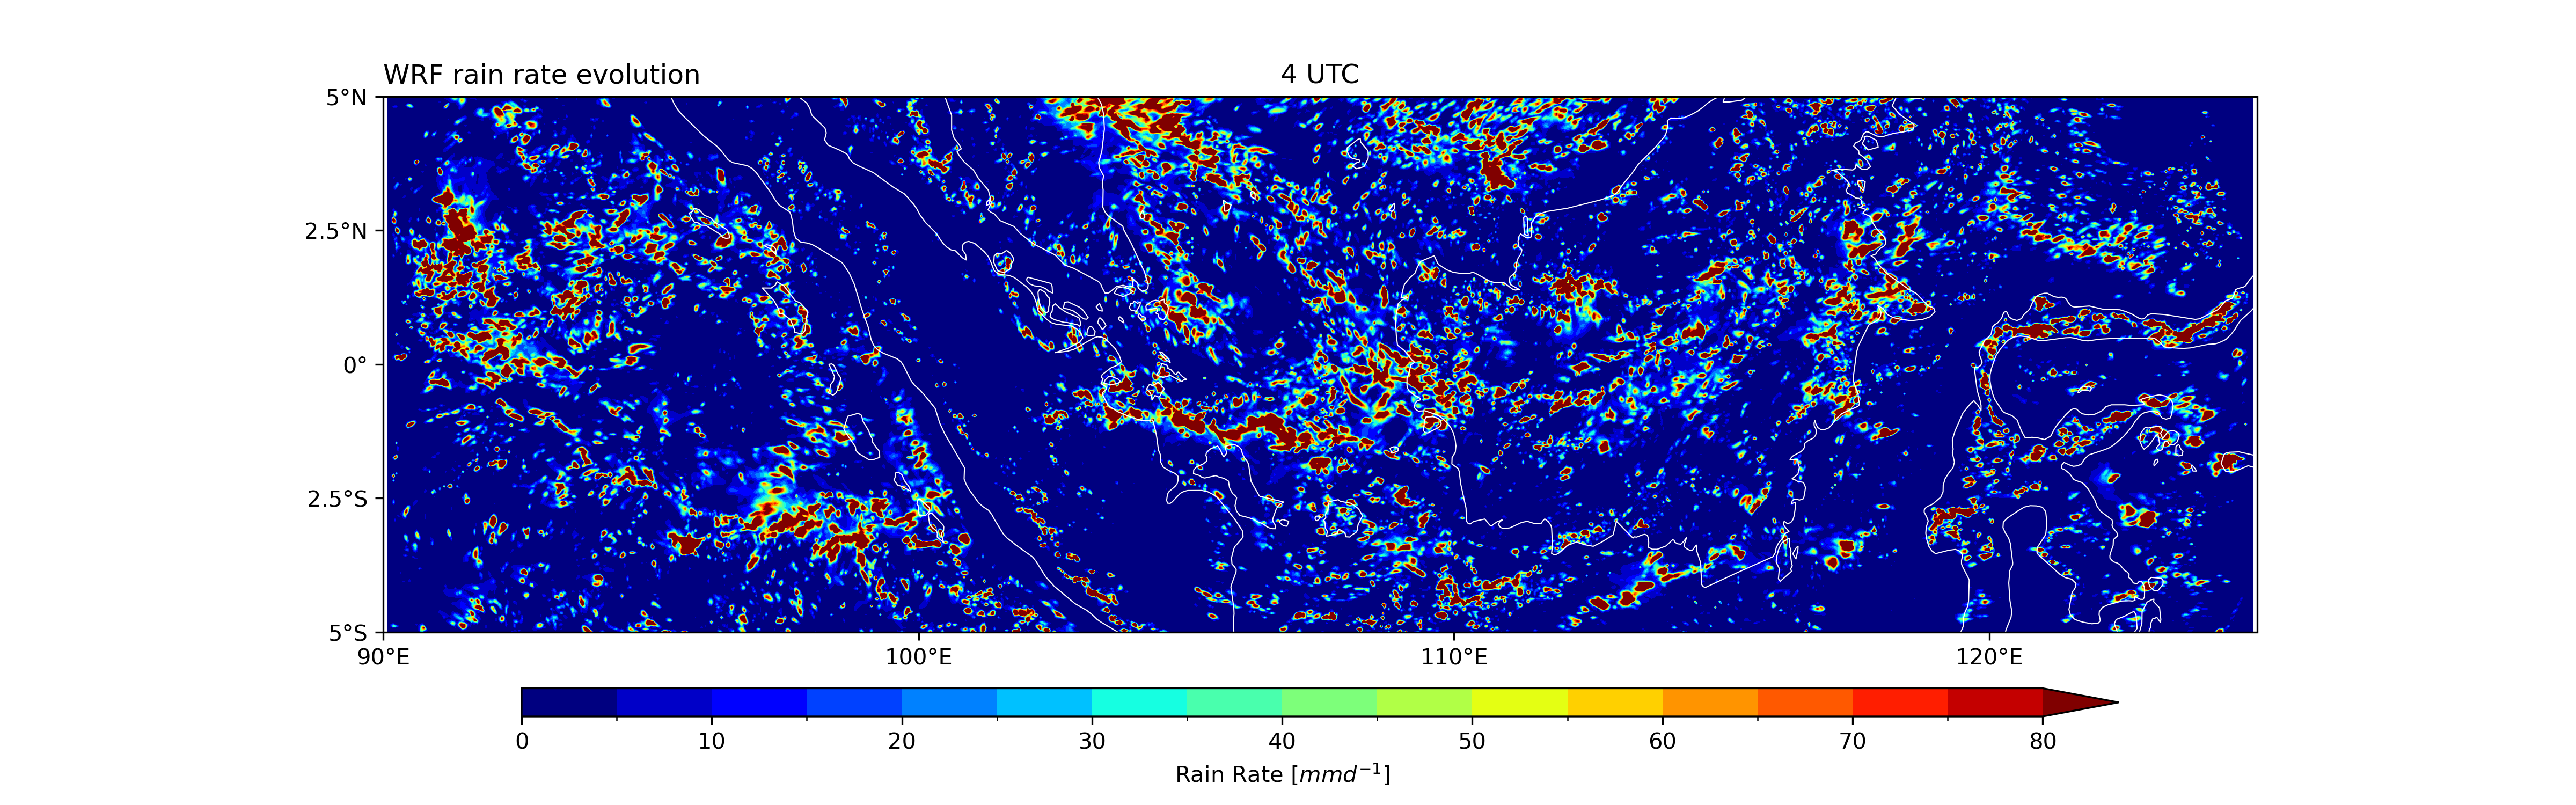 WRF rain rate evolution
4 UTC
5°N
2.5°N
0°
2.5°S
5°S
90°E 100°E 110°E 120°E
0 10 20 30 40 50 60 70 80
Rain Rate [mmd⁻¹]